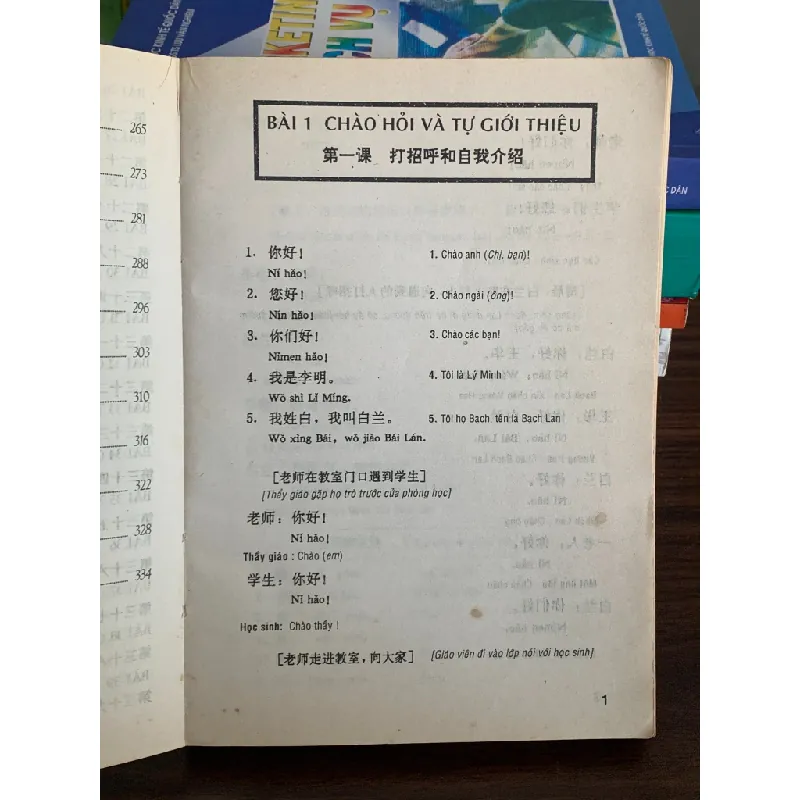 KETIN
CH VỤ
265
273
281
288
296
303
310
316
322
328
334
BÀI 1 CHÀO HỎI VÀ TỰ GIỚI THIỆU
第一课 打招呼和自我介绍
1. 你好！ 1. Chào anh (Chị, bạn)!
Nǐ hǎo!
2. 您好！ 2. Chào ngài (ông)!
Nín hǎo!
3. 你们好！ 3. Chào các bạn!
Nǐmen hǎo!
4. 我是李明。 4. Tôi là Lý Minh
Wǒ shì Lǐ Míng.
5. 我姓白，我叫白兰。 5. Tôi họ Bạch, tên là Bạch Lan
Wǒ xìng Bái, wǒ jiào Bái Lán.
[老师在教室门口遇到学生]
[Thầy giáo gặp họ trò trước cửa phòng học]
老师：你好！
Nǐ hǎo!
Thầy giáo : Chào (em)
学生：你好！
Nǐ hǎo!
Học sinh: Chào thầy !
[老师走进教室，向大家] [Giáo viên đi vào lớp nói với học sinh]
1